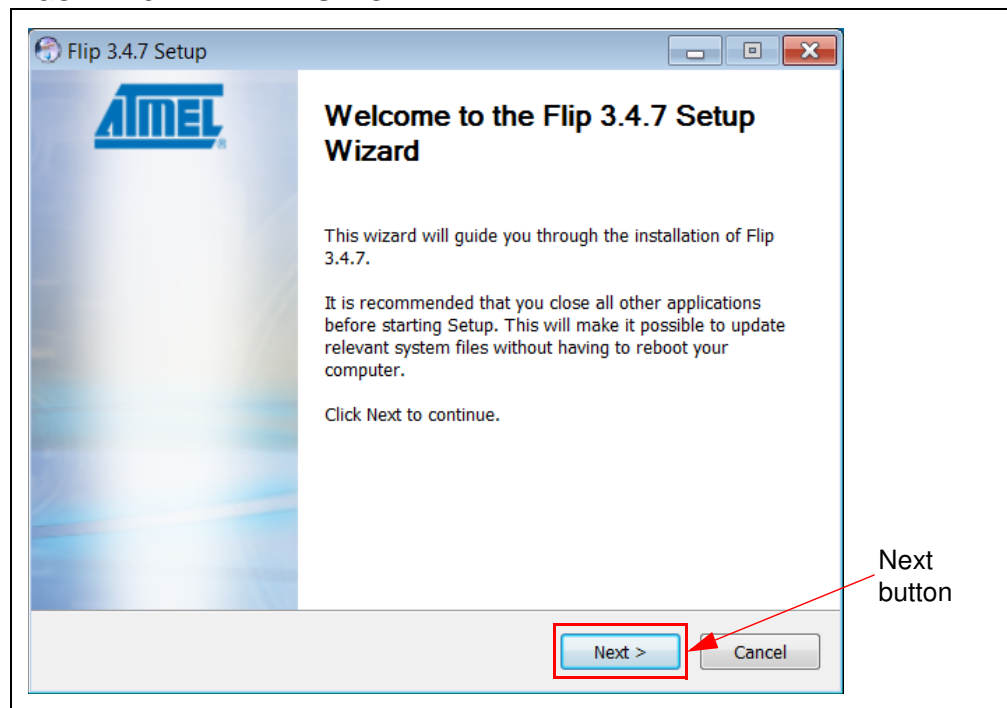 Flip 3.4.7 Setup
ATMEL
®
Welcome to the Flip 3.4.7 Setup
Wizard
This wizard will guide you through the installation of Flip
3.4.7.
It is recommended that you close all other applications
before starting Setup. This will make it possible to update
relevant system files without having to reboot your
computer.
Click Next to continue.
Next
button
Next >
Cancel